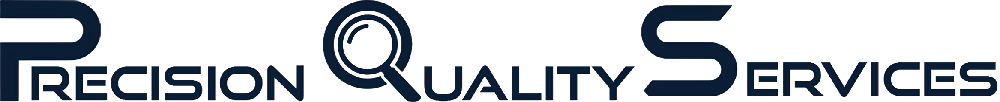 PRECISION QUALITY SERVICES